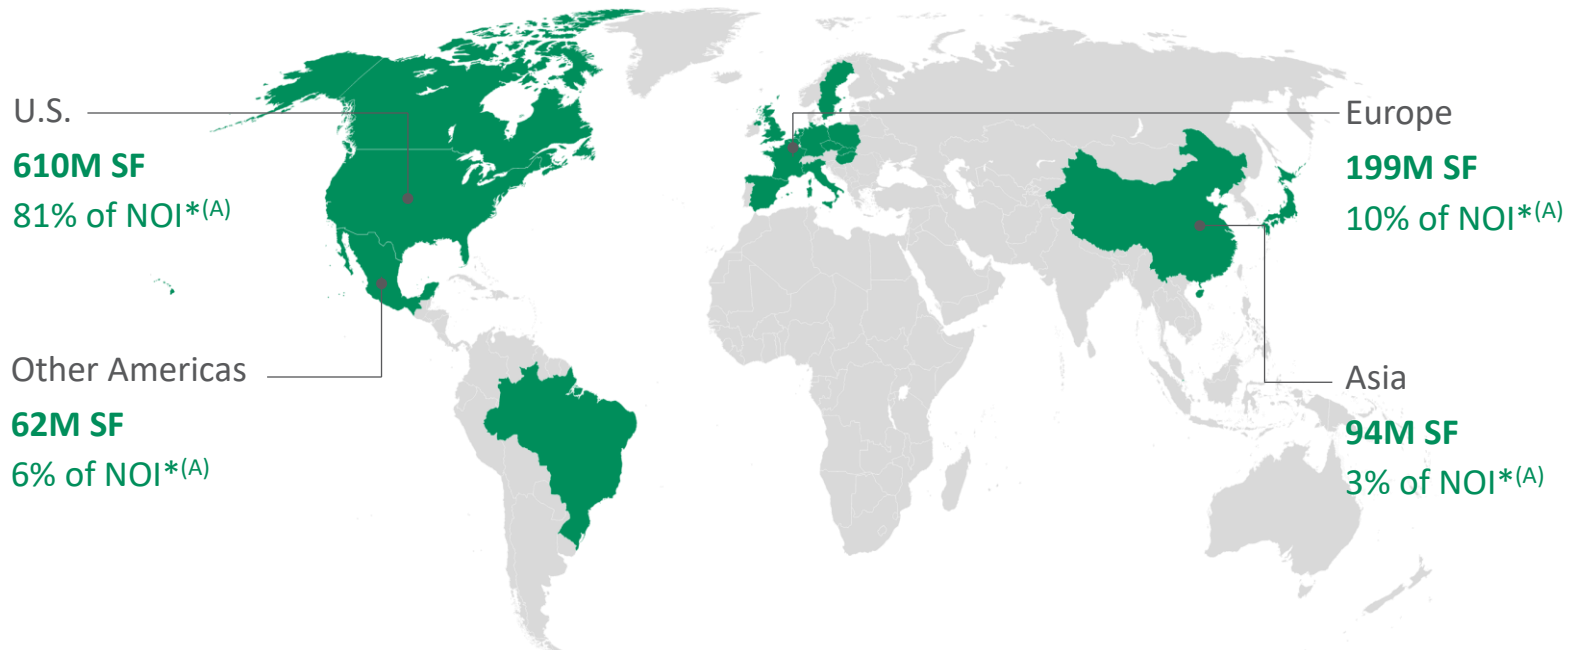 U.S.
610M SF
81% of NOI*(A)
Other Americas
62M SF
6% of NOI*(A)
Europe
199M SF
10% of NOI*(A)
Asia
94M SF
3% of NOI*(A)